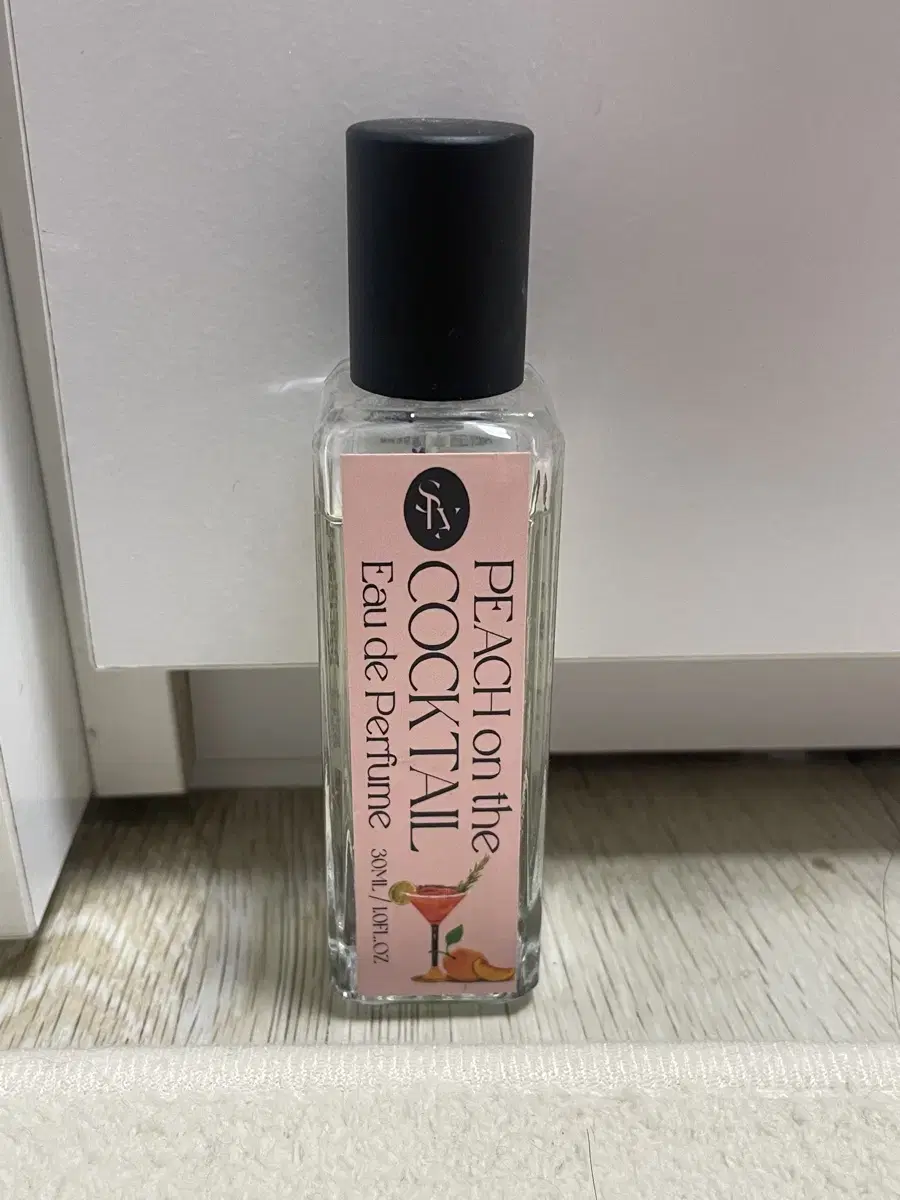 PEACH on the
COCKTAIL
Eau de Perfume 30ML / 1.0FL.OZ